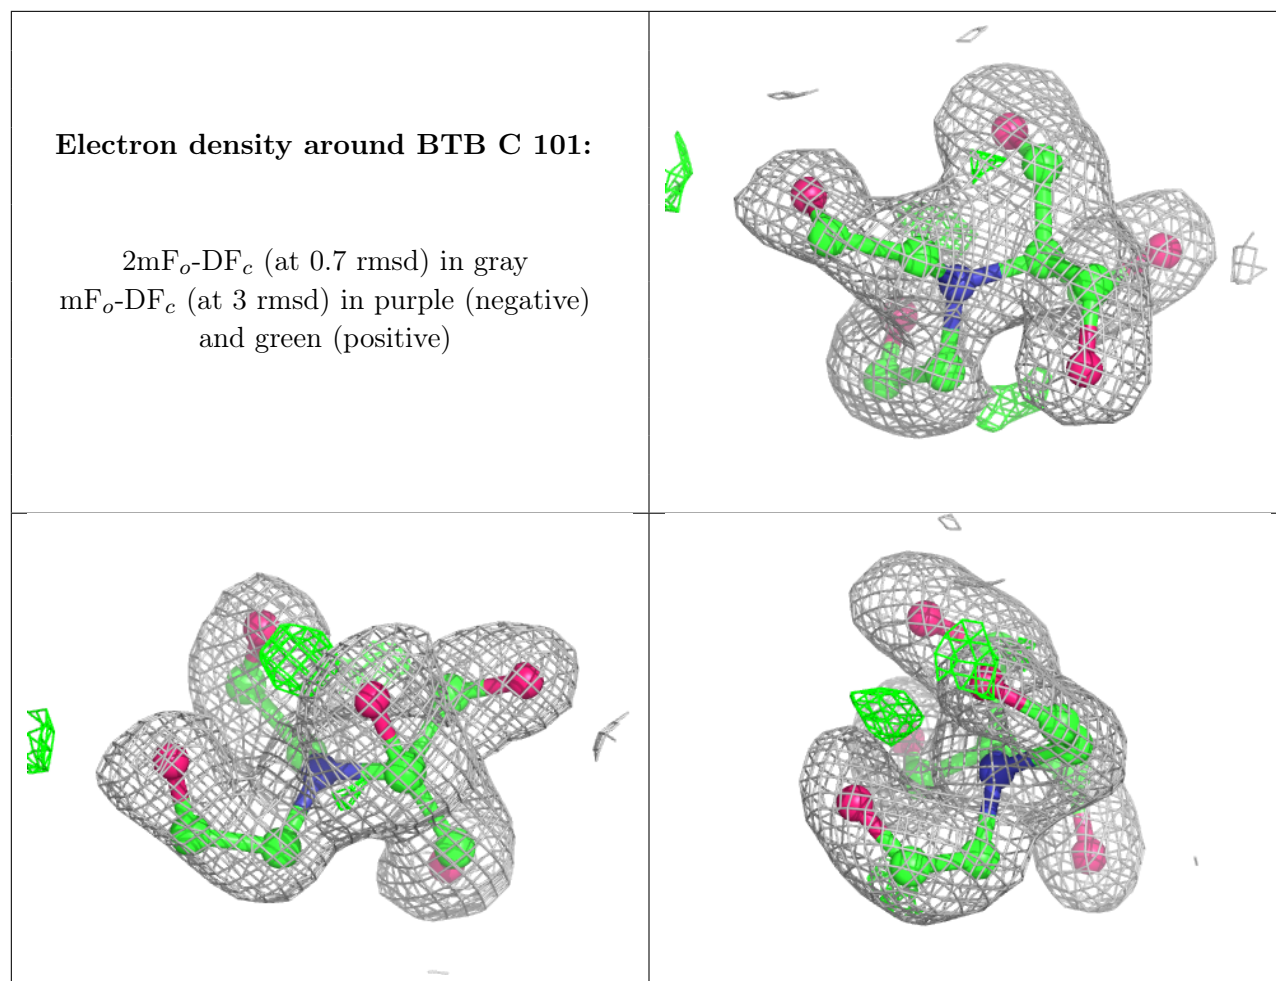 Electron density around BTB C 101:
2mFₒ-DF𝒸 (at 0.7 rmsd) in gray
mFₒ-DF𝒸 (at 3 rmsd) in purple (negative)
and green (positive)